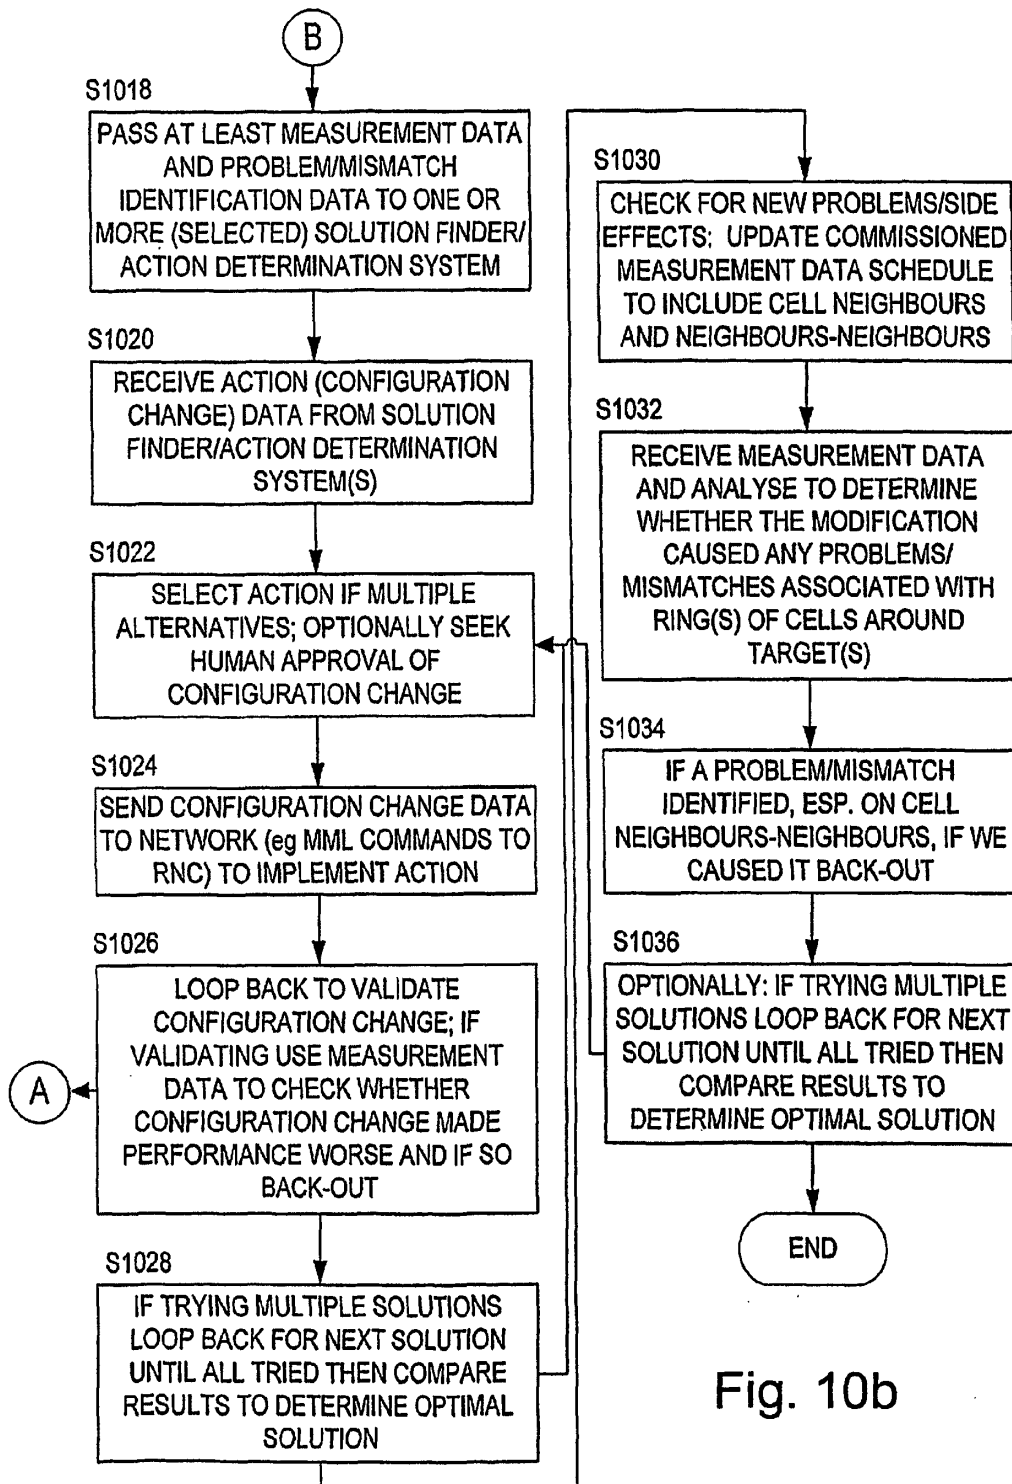 B
S1018
PASS AT LEAST MEASUREMENT DATA
AND PROBLEM/MISMATCH
IDENTIFICATION DATA TO ONE OR
MORE (SELECTED) SOLUTION FINDER/
ACTION DETERMINATION SYSTEM
S1020
RECEIVE ACTION (CONFIGURATION
CHANGE) DATA FROM SOLUTION
FINDER/ACTION DETERMINATION
SYSTEM(S)
S1022
SELECT ACTION IF MULTIPLE
ALTERNATIVES; OPTIONALLY SEEK
HUMAN APPROVAL OF
CONFIGURATION CHANGE
S1024
SEND CONFIGURATION CHANGE DATA
TO NETWORK (eg MML COMMANDS TO
RNC) TO IMPLEMENT ACTION
S1026
LOOP BACK TO VALIDATE
CONFIGURATION CHANGE; IF
VALIDATING USE MEASUREMENT
DATA TO CHECK WHETHER
CONFIGURATION CHANGE MADE
PERFORMANCE WORSE AND IF SO
BACK-OUT
A
S1028
IF TRYING MULTIPLE SOLUTIONS
LOOP BACK FOR NEXT SOLUTION
UNTIL ALL TRIED THEN COMPARE
RESULTS TO DETERMINE OPTIMAL
SOLUTION
S1030
CHECK FOR NEW PROBLEMS/SIDE
EFFECTS: UPDATE COMMISSIONED
MEASUREMENT DATA SCHEDULE
TO INCLUDE CELL NEIGHBOURS
AND NEIGHBOURS-NEIGHBOURS
S1032
RECEIVE MEASUREMENT DATA
AND ANALYSE TO DETERMINE
WHETHER THE MODIFICATION
CAUSED ANY PROBLEMS/
MISMATCHES ASSOCIATED WITH
RING(S) OF CELLS AROUND
TARGET(S)
S1034
IF A PROBLEM/MISMATCH
IDENTIFIED, ESP. ON CELL
NEIGHBOURS-NEIGHBOURS, IF WE
CAUSED IT BACK-OUT
S1036
OPTIONALLY: IF TRYING MULTIPLE
SOLUTIONS LOOP BACK FOR NEXT
SOLUTION UNTIL ALL TRIED THEN
COMPARE RESULTS TO
DETERMINE OPTIMAL SOLUTION
END
Fig. 10b